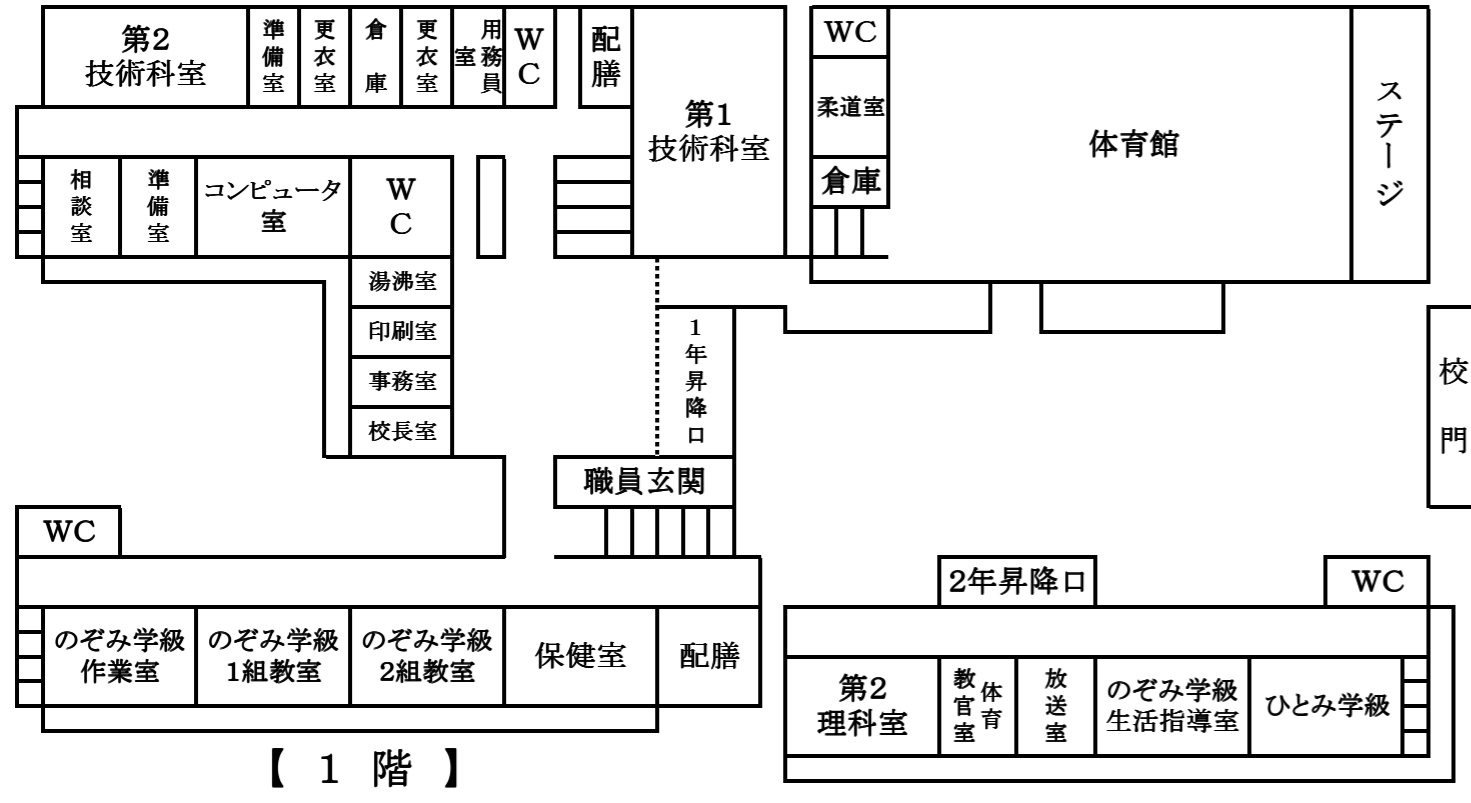 第2
技術科室
準備室
更衣室
倉庫
更衣室
用務員室
WC
配膳
第1
技術科室
WC
柔道室
倉庫
体育館
ステージ
相談室
準備室
コンピュータ
室
WC
湯沸室
印刷室
事務室
校長室
1年昇降口
職員玄関
校門
WC
のぞみ学級
作業室
のぞみ学級
1組教室
のぞみ学級
2組教室
保健室
配膳
2年昇降口
WC
第2
理科室
体育
教官室
放送室
のぞみ学級
生活指導室
ひとみ学級
【 1 階 】